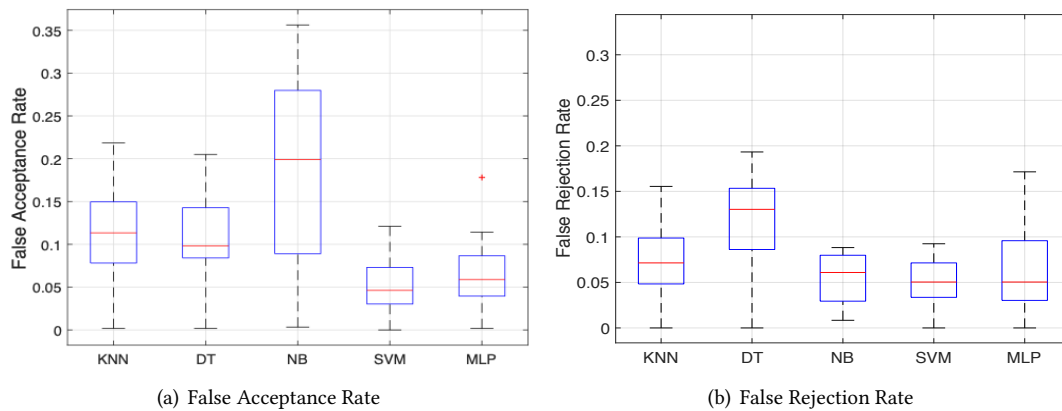 False Acceptance Rate
0.35
0.3
0.25
0.2
0.15
0.1
0.05
0
KNN DT NB SVM MLP
(a) False Acceptance Rate
False Rejection Rate
0.3
0.25
0.2
0.15
0.1
0.05
0
KNN DT NB SVM MLP
(b) False Rejection Rate